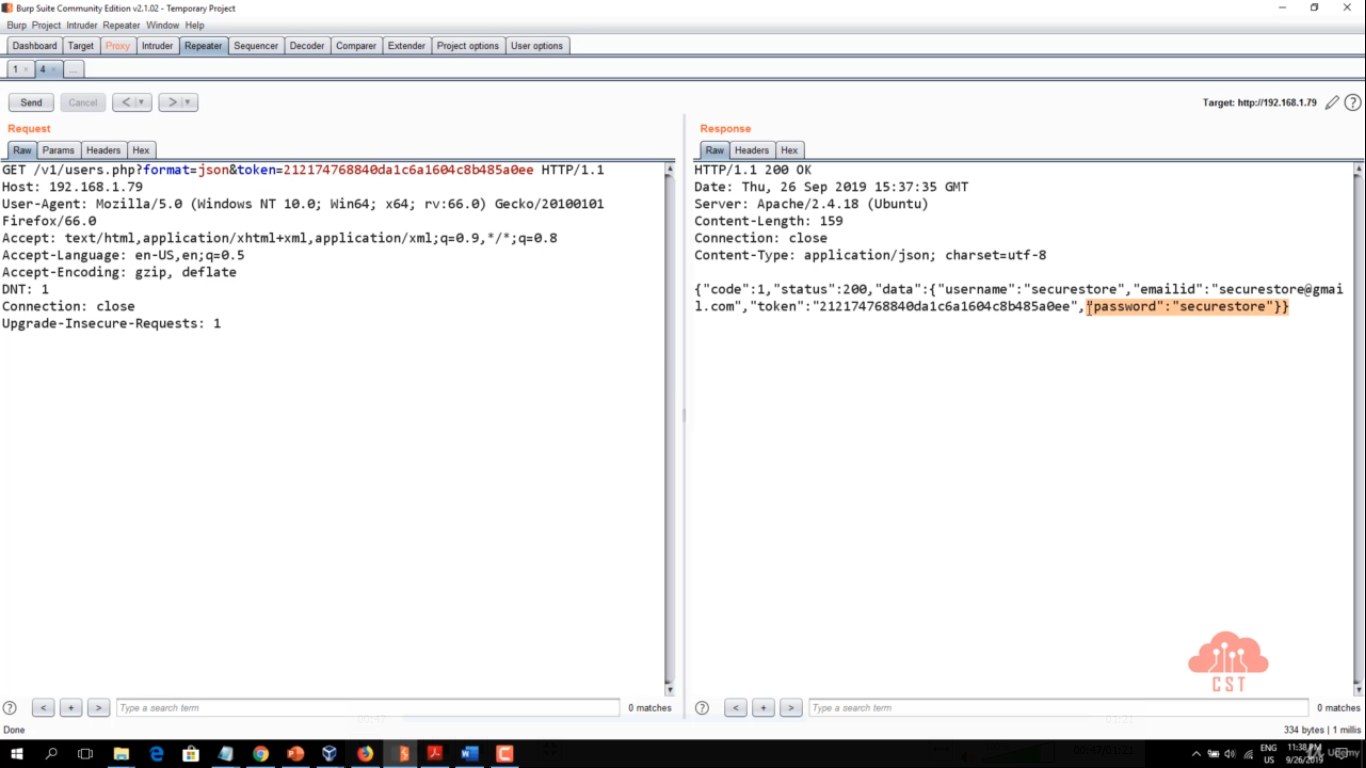 Burp Suite Community Edition v2.1.02 - Temporary Project
Burp Project Intruder Repeater Window Help
Dashboard Target Proxy Intruder Repeater Sequencer Decoder Comparer Extender Project options User options
1 × 4 × ...
Send Cancel < > Target: http://192.168.1.79 ?
Request
Raw Params Headers Hex
GET /v1/users.php?format=json&token=212174768840da1c6a1604c8b485a0ee HTTP/1.1
Host: 192.168.1.79
User-Agent: Mozilla/5.0 (Windows NT 10.0; Win64; x64; rv:66.0) Gecko/20100101
Firefox/66.0
Accept: text/html,application/xhtml+xml,application/xml;q=0.9,*/*;q=0.8
Accept-Language: en-US,en;q=0.5
Accept-Encoding: gzip, deflate
DNT: 1
Connection: close
Upgrade-Insecure-Requests: 1
Response
Raw Headers Hex
HTTP/1.1 200 OK
Date: Thu, 26 Sep 2019 15:37:35 GMT
Server: Apache/2.4.18 (Ubuntu)
Content-Length: 159
Connection: close
Content-Type: application/json; charset=utf-8
{"code":1,"status":200,"data":{"username":"securestore","emailid":"securestore@gmai
l.com","token":"212174768840da1c6a1604c8b485a0ee","password":"securestore"}}
CST
? < + > Type a search term 0 matches
? < + > Type a search term 0 matches
Done
334 bytes | 1 millis
ENG
US
11:38 PM
9/26/2019
Udemy